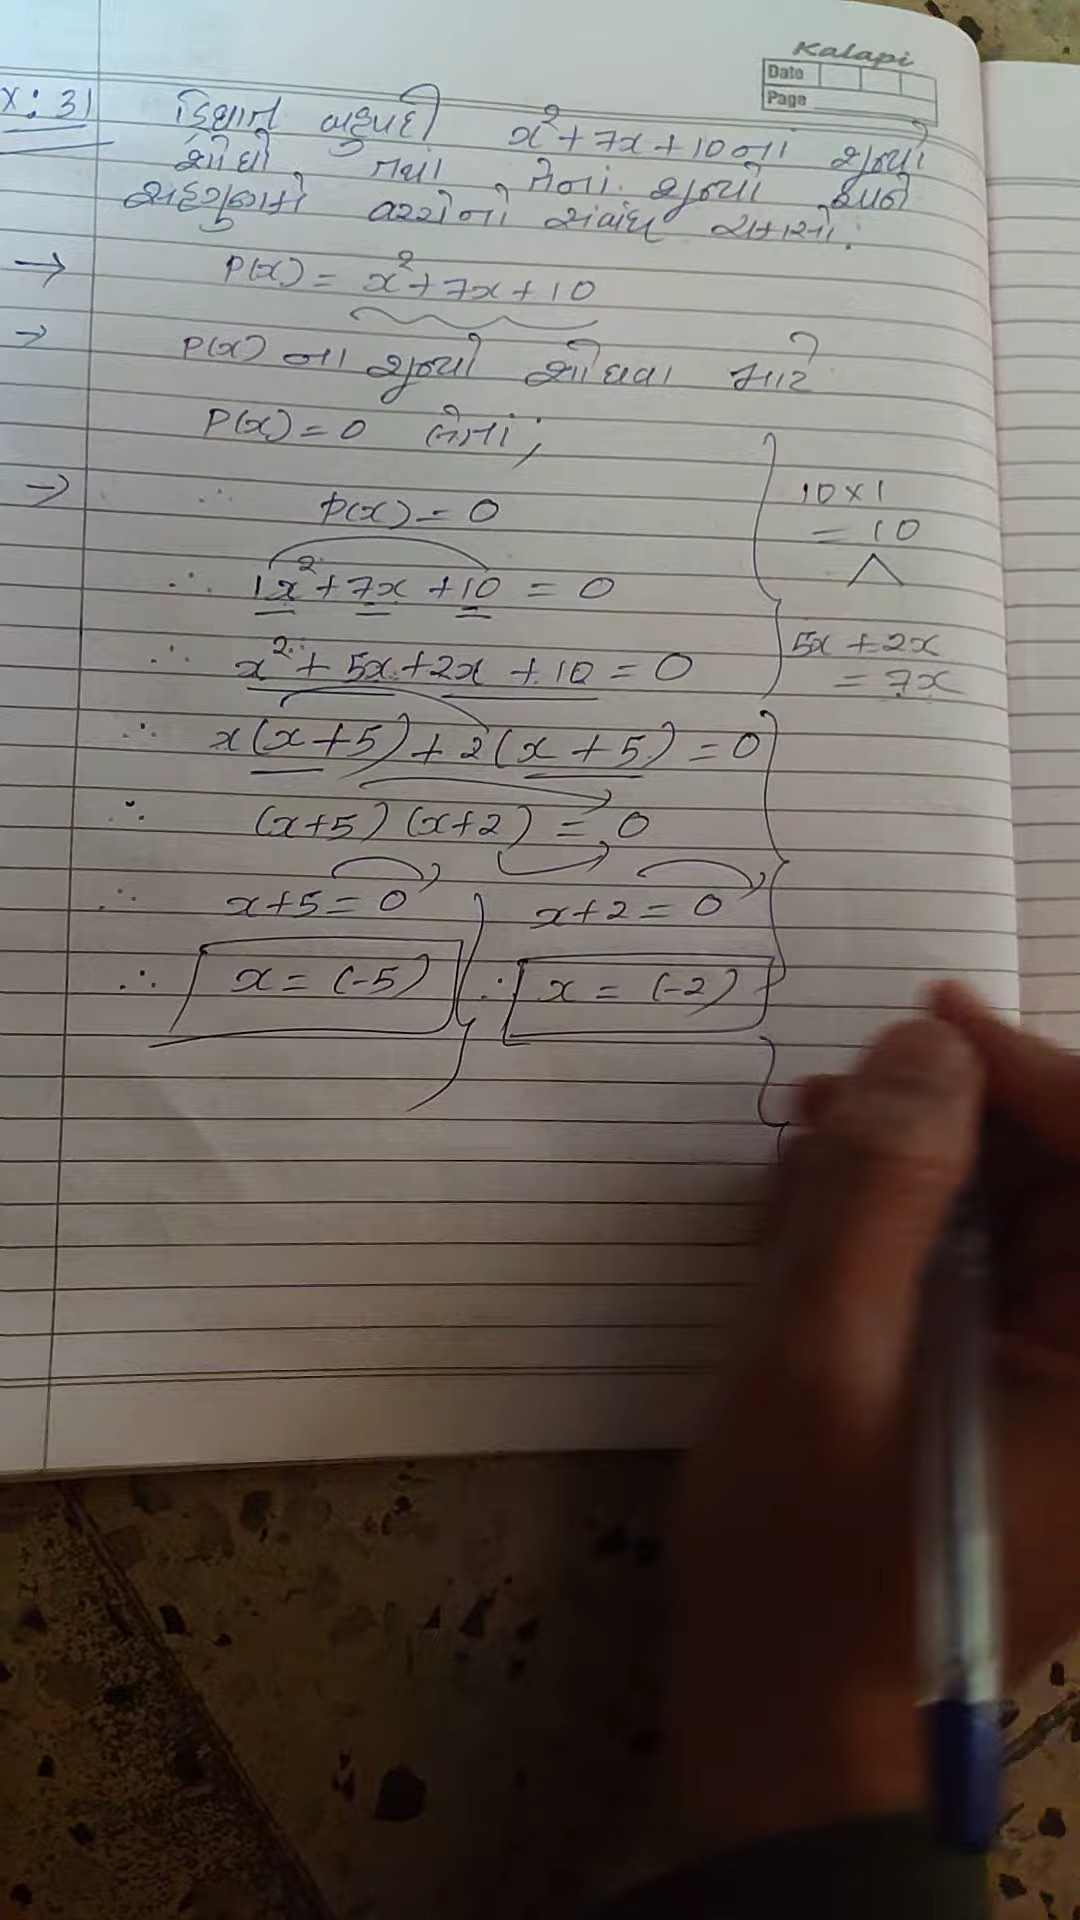 Kalapi
Date
Page
x: 31 દ્વિઘાત બહુપદી x²+7x+10નાં શૂન્યો
શોધો તથા તેનાં શૂન્યો અને
સહગુણકો વચ્ચેનો સંબંધ ચકાસો.
→ P(x) = x²+7x+10
→ P(x) ના શૂન્યો શોધવા માટે
P(x)=0 લેતાં;
→ ∴ P(x) = 0
∴ 1x²+7x+10 = 0
∴ x²+5x+2x+10=0
∴ x(x+5)+2(x+5)=0
∴ (x+5)(x+2) = 0
∴ x+5=0 x+2=0
∴ x=(-5) ∴ x = (-2)
10×1
= 10
5x+2x
= 7x